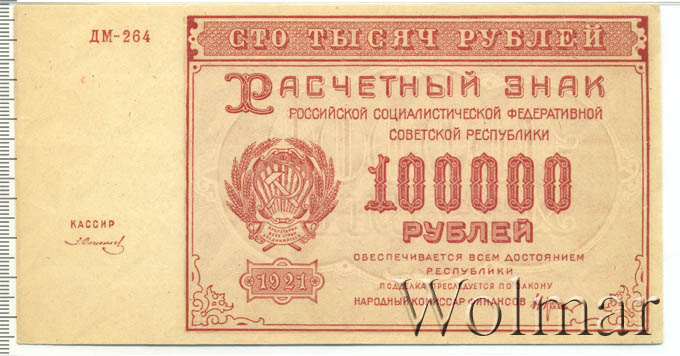 ДМ-264
СТО ТЫСЯЧ РУБЛЕЙ
РАСЧЕТНЫЙ ЗНАК
РОССИЙСКОЙ СОЦИАЛИСТИЧЕСКОЙ ФЕДЕРАТИВНОЙ
СОВЕТСКОЙ РЕСПУБЛИКИ
100000
РУБЛЕЙ
КАССИР
1921
ОБЕСПЕЧИВАЕТСЯ ВСЕМ ДОСТОЯНИЕМ
РЕСПУБЛИКИ
ПОДДЕЛКА ПРЕСЛЕДУЕТСЯ ПО ЗАКОНУ
НАРОДНЫЙ КОМИССАР ФИНАНСОВ
Wolmar